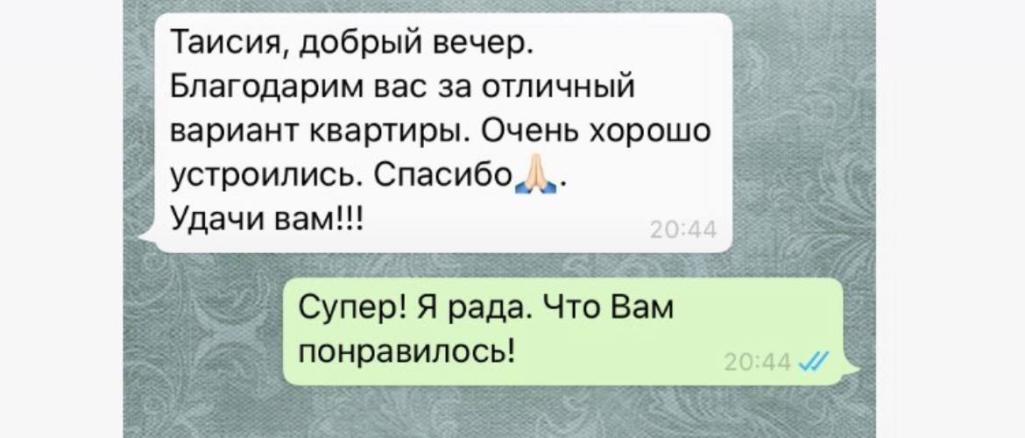 Таисия, добрый вечер.
Благодарим вас за отличный
вариант квартиры. Очень хорошо
устроились. Спасибо🙏🏻.
Удачи вам!!!
20:44
Супер! Я рада. Что Вам
понравилось!
20:44